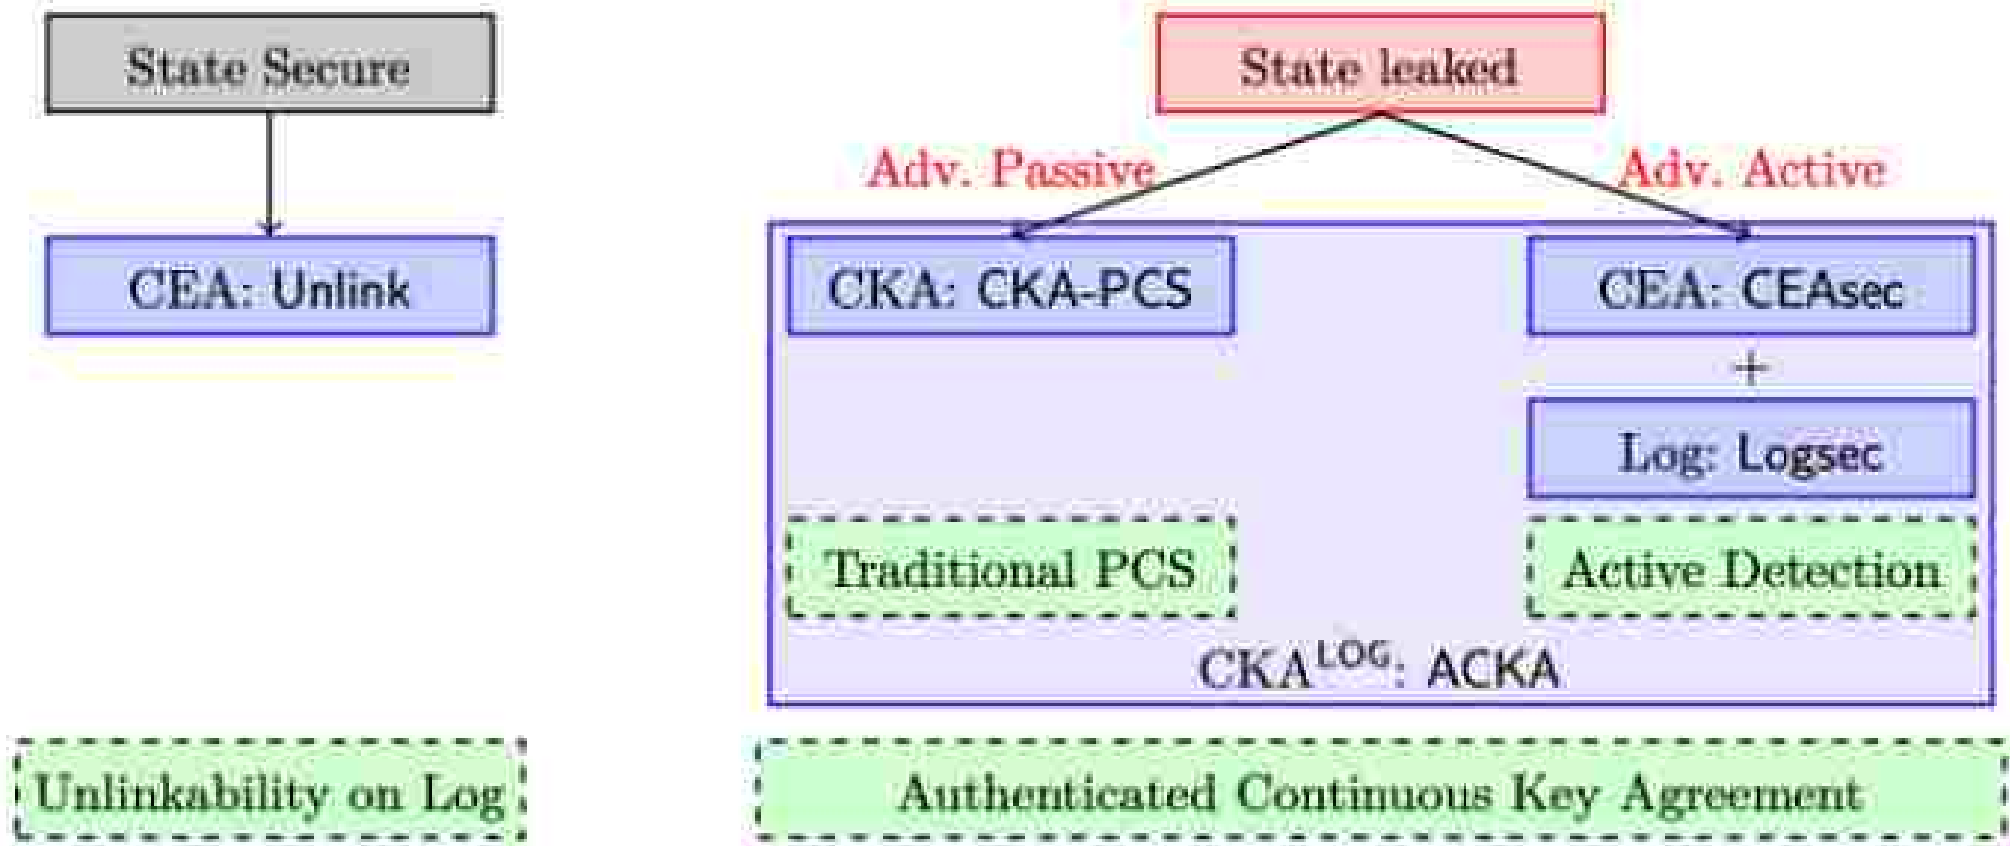 State Secure
State leaked
Adv. Passive
Adv. Active
CEA: Unlink
CKA: CKA-PCS
CEA: CEAsec
+
Log: Logsec
Traditional PCS
Active Detection
CKA^LOG: ACKA
Unlinkability on Log
Authenticated Continuous Key Agreement